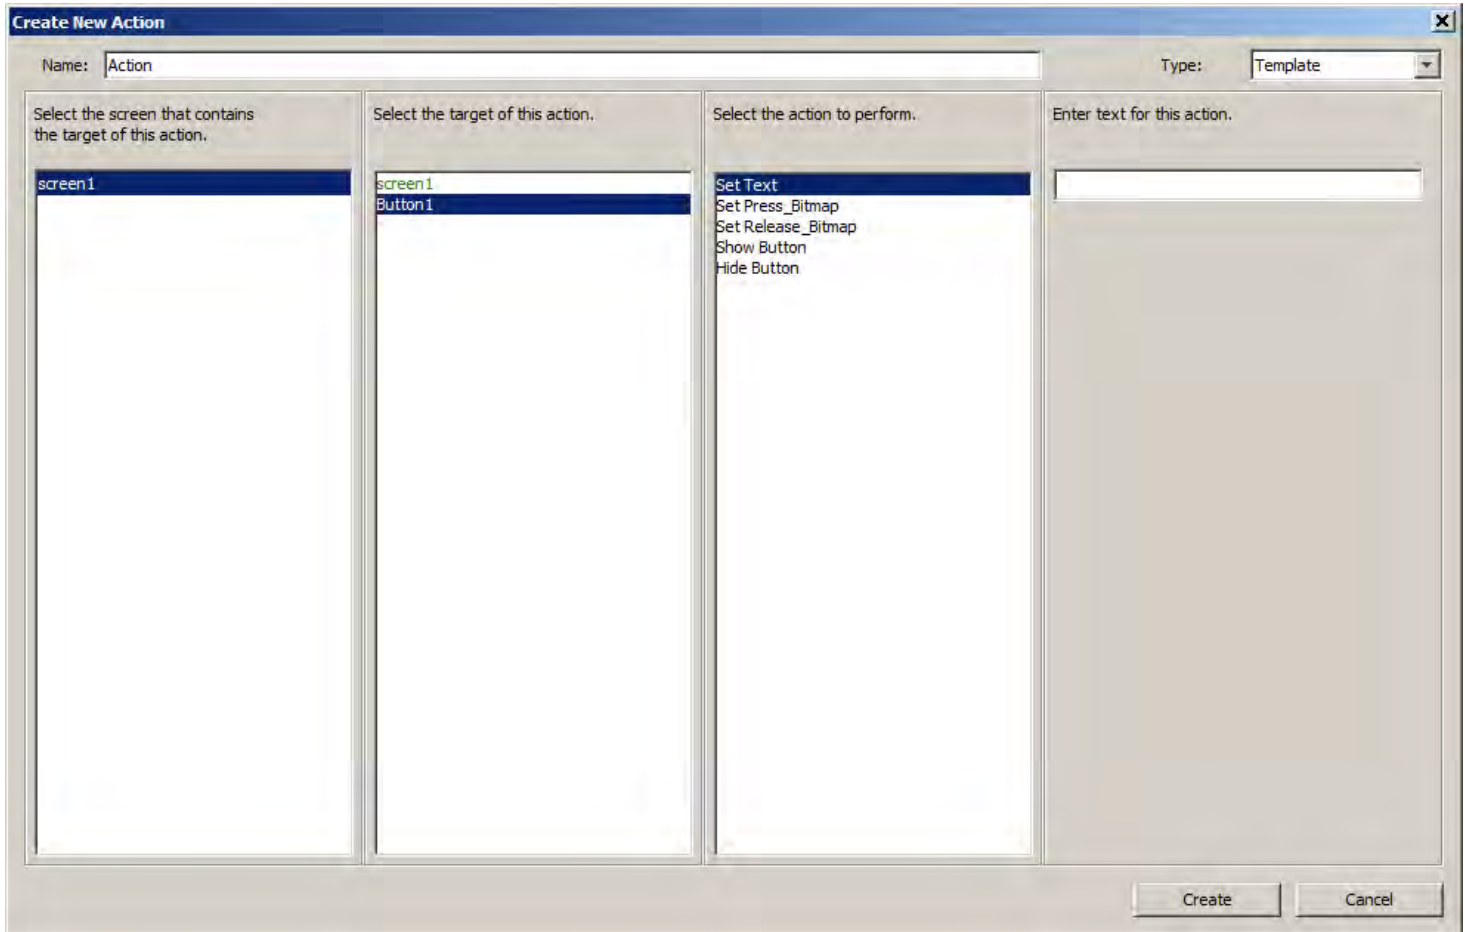 Create New Action
Name: Action
Type: Template
Select the screen that contains
the target of this action.
screen1
Select the target of this action.
screen1
Button1
Select the action to perform.
Set Text
Set Press_Bitmap
Set Release_Bitmap
Show Button
Hide Button
Enter text for this action.
Create
Cancel